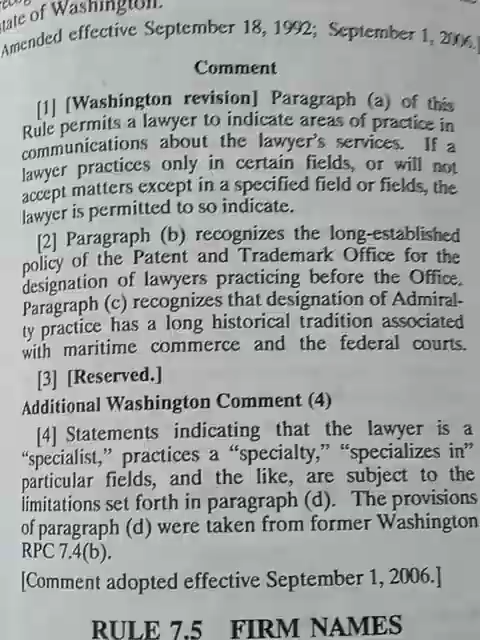 tate of Washington.
Amended effective September 18, 1992; September 1, 2006.]
Comment
[1] [Washington revision] Paragraph (a) of this
Rule permits a lawyer to indicate areas of practice in
communications about the lawyer's services. If a
lawyer practices only in certain fields, or will not
accept matters except in a specified field or fields, the
lawyer is permitted to so indicate.
[2] Paragraph (b) recognizes the long-established
policy of the Patent and Trademark Office for the
designation of lawyers practicing before the Office.
Paragraph (c) recognizes that designation of Admiral-
ty practice has a long historical tradition associated
with maritime commerce and the federal courts.
[3] [Reserved.]
Additional Washington Comment (4)
[4] Statements indicating that the lawyer is a
“specialist,” practices a “specialty,” “specializes in”
particular fields, and the like, are subject to the
limitations set forth in paragraph (d). The provisions
of paragraph (d) were taken from former Washington
RPC 7.4(b).
[Comment adopted effective September 1, 2006.]
RULE 7.5 FIRM NAMES